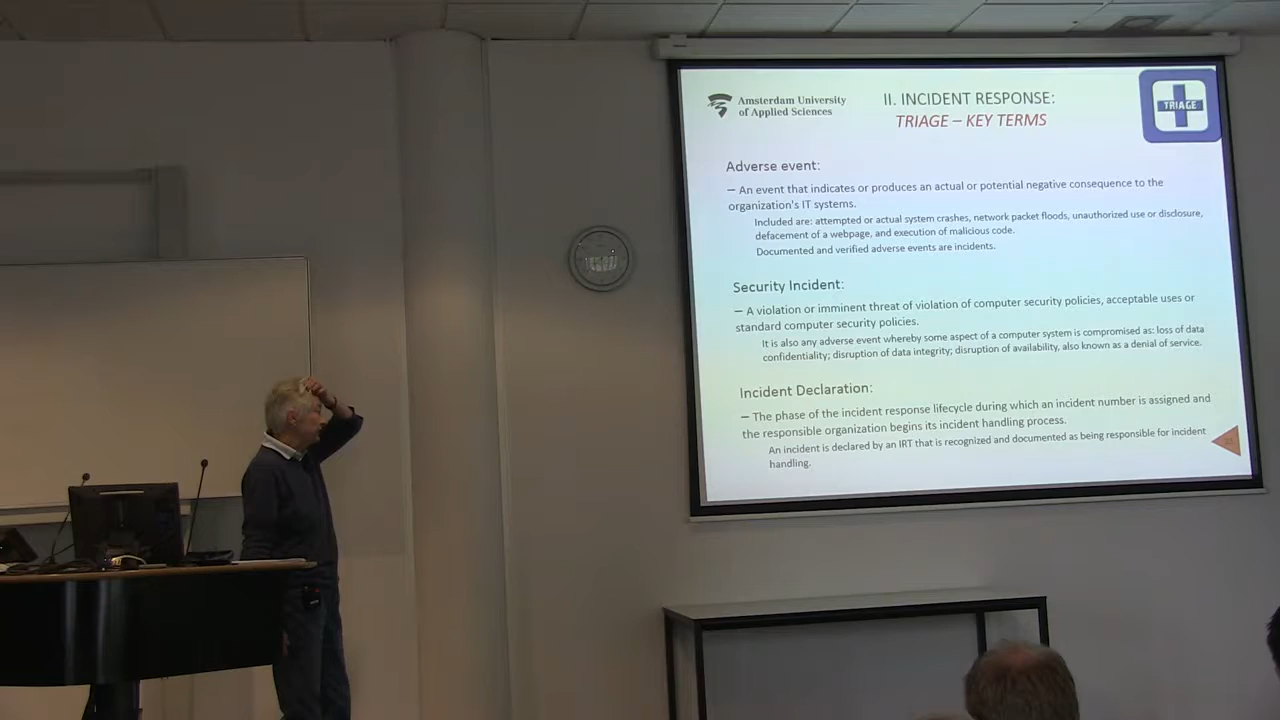 Amsterdam University
of Applied Sciences
II. INCIDENT RESPONSE:
TRIAGE – KEY TERMS
TRIAGE
Adverse event:
– An event that indicates or produces an actual or potential negative consequence to the
organization's IT systems.
Included are: attempted or actual system crashes, network packet floods, unauthorized use or disclosure,
defacement of a webpage, and execution of malicious code.
Documented and verified adverse events are incidents.
Security Incident:
– A violation or imminent threat of violation of computer security policies, acceptable uses or
standard computer security policies.
It is also any adverse event whereby some aspect of a computer system is compromised as: loss of data
confidentiality; disruption of data integrity; disruption of availability, also known as a denial of service.
Incident Declaration:
– The phase of the incident response lifecycle during which an incident number is assigned and
the responsible organization begins its incident handling process.
An incident is declared by an IRT that is recognized and documented as being responsible for incident
handling.